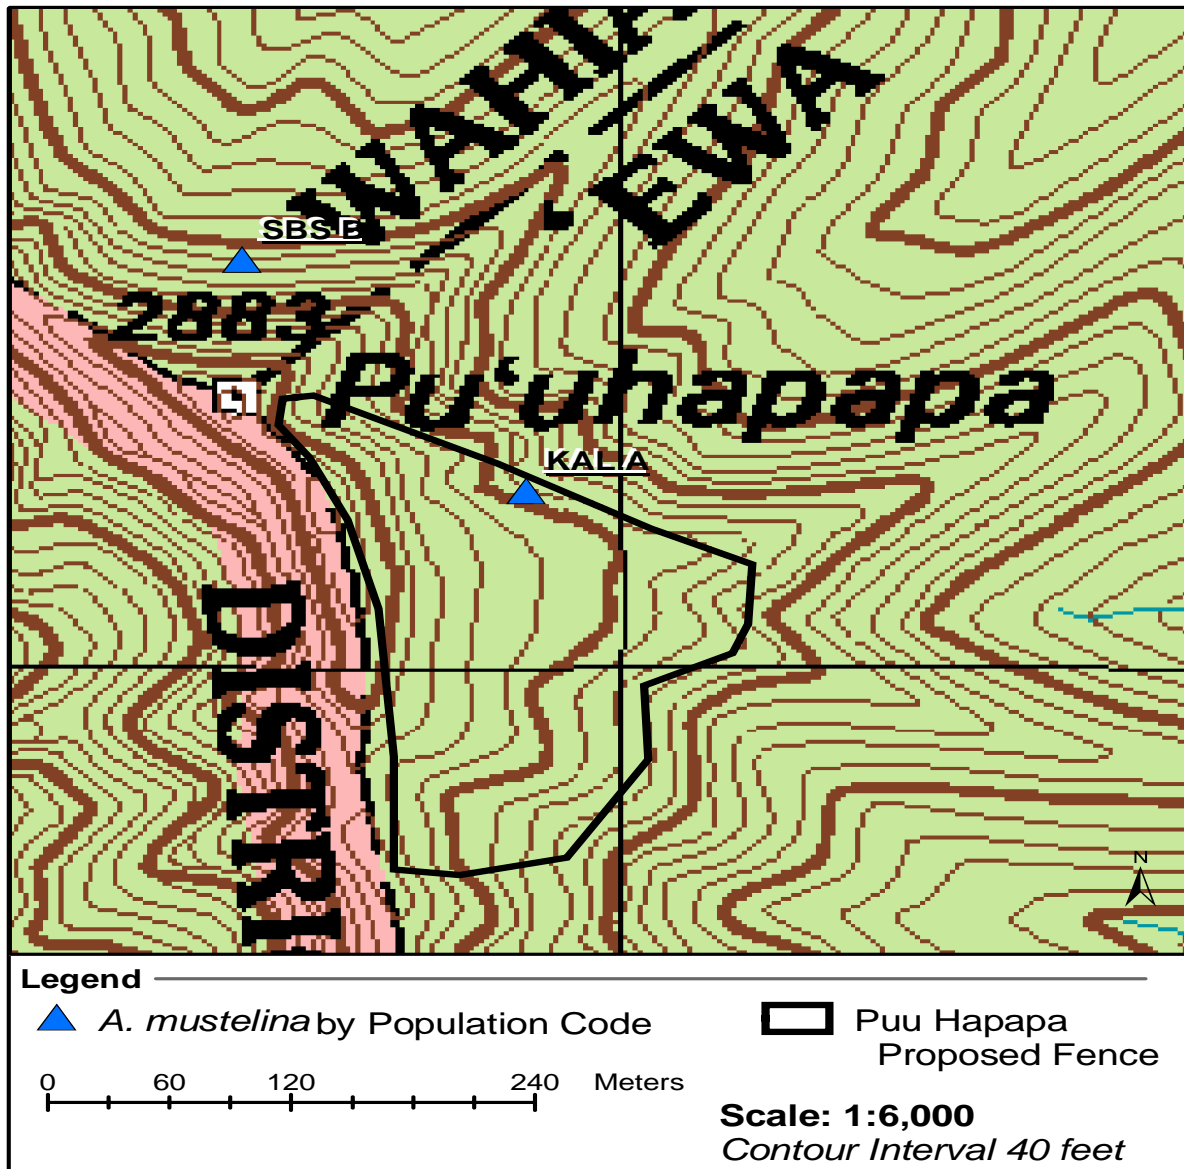 WAHIA
EWA
SBS-B
2883
Pu‘uhapapa
KAL-A
DISTRI
N
Legend
A. mustelina by Population Code
Puu Hapapa
Proposed Fence
0 60 120 240 Meters
Scale: 1:6,000
Contour Interval 40 feet